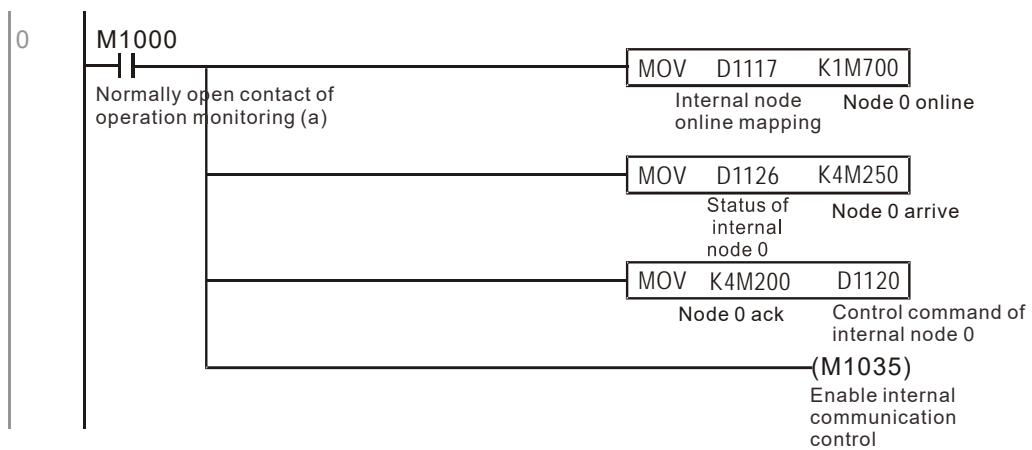 0
M1000
Normally open contact of
operation monitoring (a)
MOV D1117 K1M700
Internal node
online mapping
Node 0 online
MOV D1126 K4M250
Status of
internal
node 0
Node 0 arrive
MOV K4M200 D1120
Node 0 ack
Control command of
internal node 0
(M1035)
Enable internal
communication
control